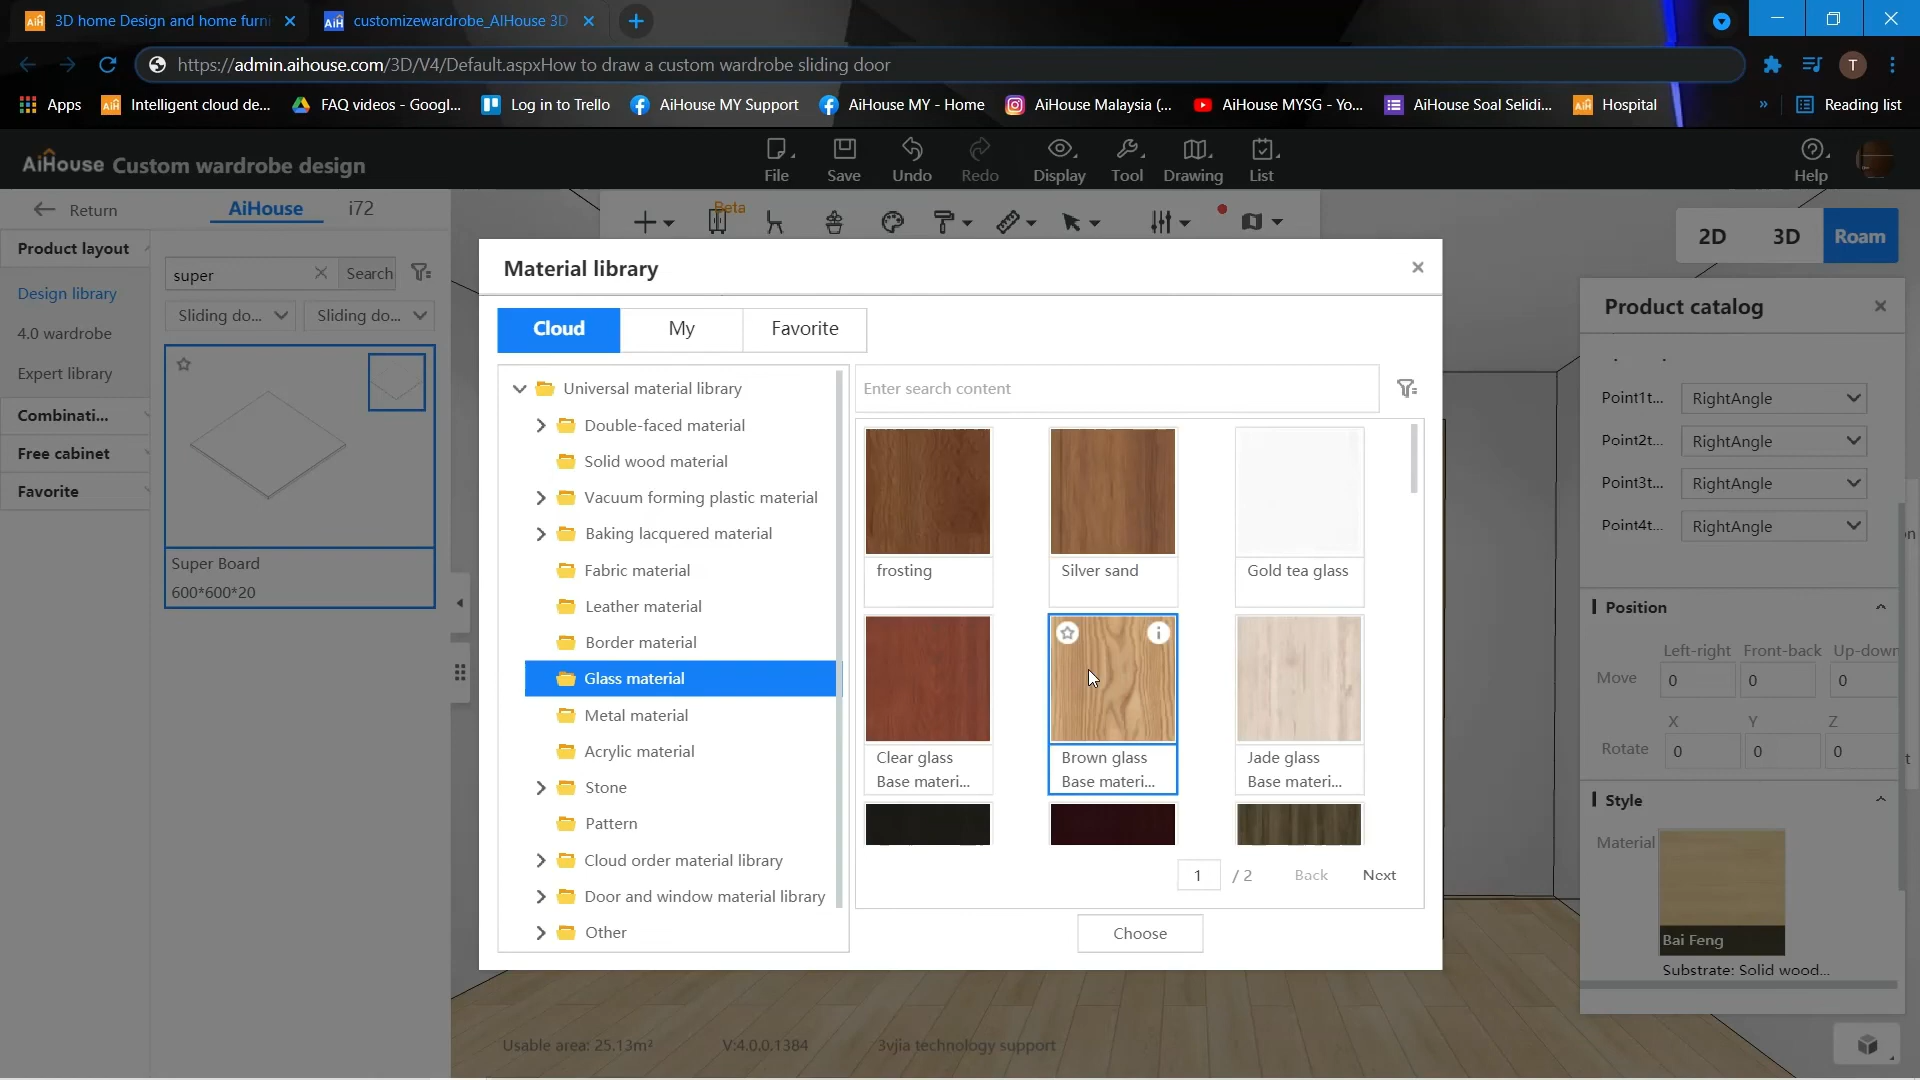 3D home Design and home furni
customizewardrobe_AIHouse 3D
https://admin.aihouse.com/3D/V4/Default.aspxHow to draw a custom wardrobe sliding door
T
Apps
Intelligent cloud de...
FAQ videos - Googl...
Log in to Trello
AiHouse MY Support
AiHouse MY - Home
AiHouse Malaysia (...
AiHouse MYSG - Yo...
AiHouse Soal Selidi...
Hospital
»
Reading list
AiHouse Custom wardrobe design
File
Save
Undo
Redo
Display
Tool
Drawing
List
Help
Return
AiHouse
i72
Beta
2D
3D
Roam
Product layout
Design library
4.0 wardrobe
Expert library
Combinati...
Free cabinet
Favorite
super
Search
Sliding do...
Sliding do...
Super Board
600*600*20
Material library
Cloud
My
Favorite
Universal material library
Double-faced material
Solid wood material
Vacuum forming plastic material
Baking lacquered material
Fabric material
Leather material
Border material
Glass material
Metal material
Acrylic material
Stone
Pattern
Cloud order material library
Door and window material library
Other
Enter search content
frosting
Silver sand
Gold tea glass
Clear glass
Base materi...
Brown glass
Base materi...
Jade glass
Base materi...
1 / 2 Back Next
Choose
Product catalog
Point1t... RightAngle
Point2t... RightAngle
Point3t... RightAngle
Point4t... RightAngle
Position
Left-right Front-back Up-down
Move 0 0 0
X Y Z
Rotate 0 0 0
Style
Material
Bai Feng
Substrate: Solid wood...
Usable area: 25.13m²
V:4.0.0.1384
3vjia technology support